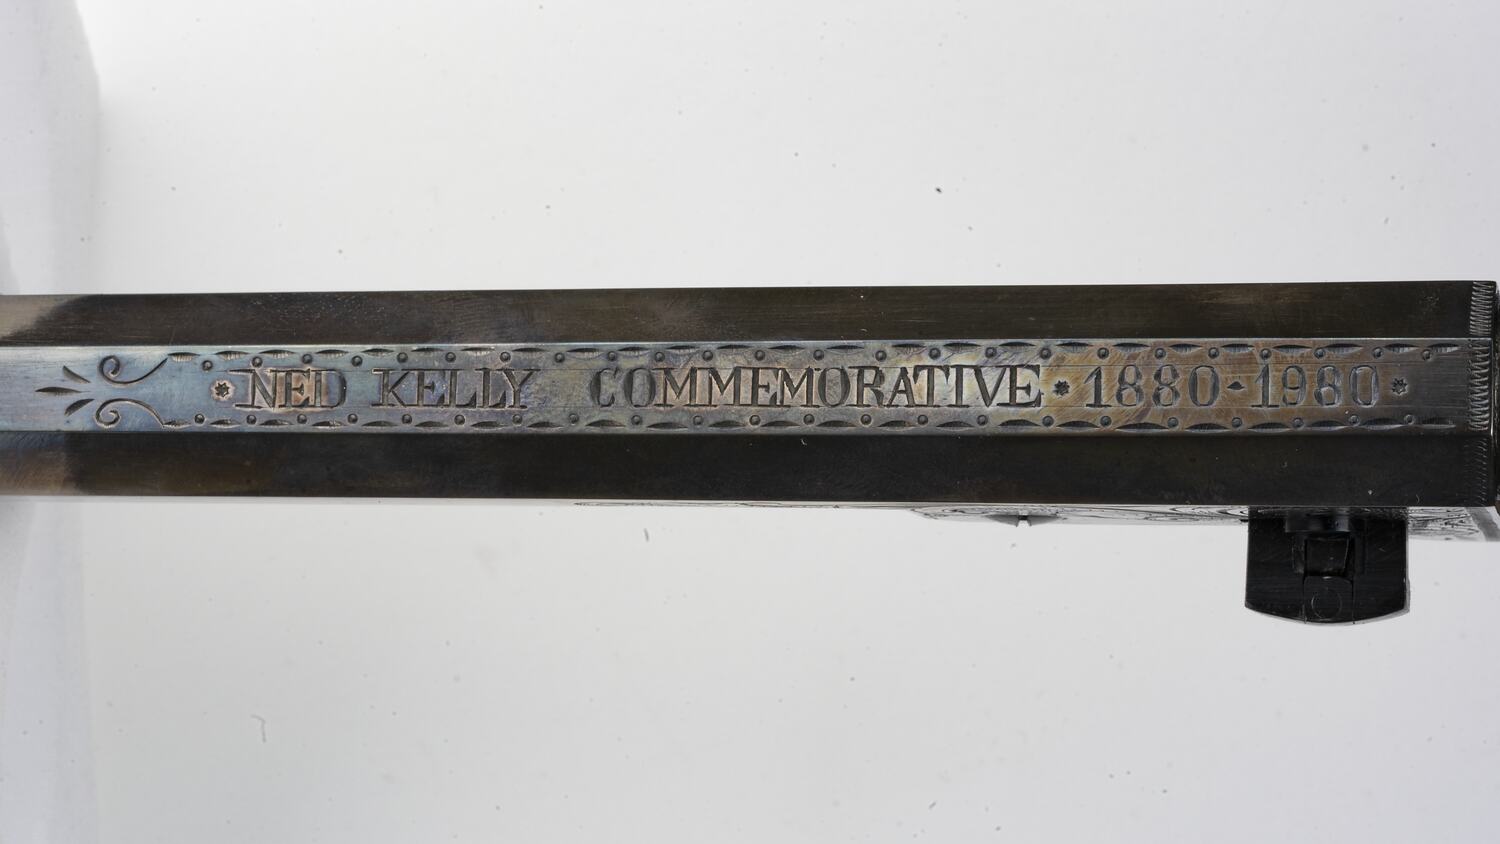 NED KELLY COMMEMORATIVE * 1880-1980 *